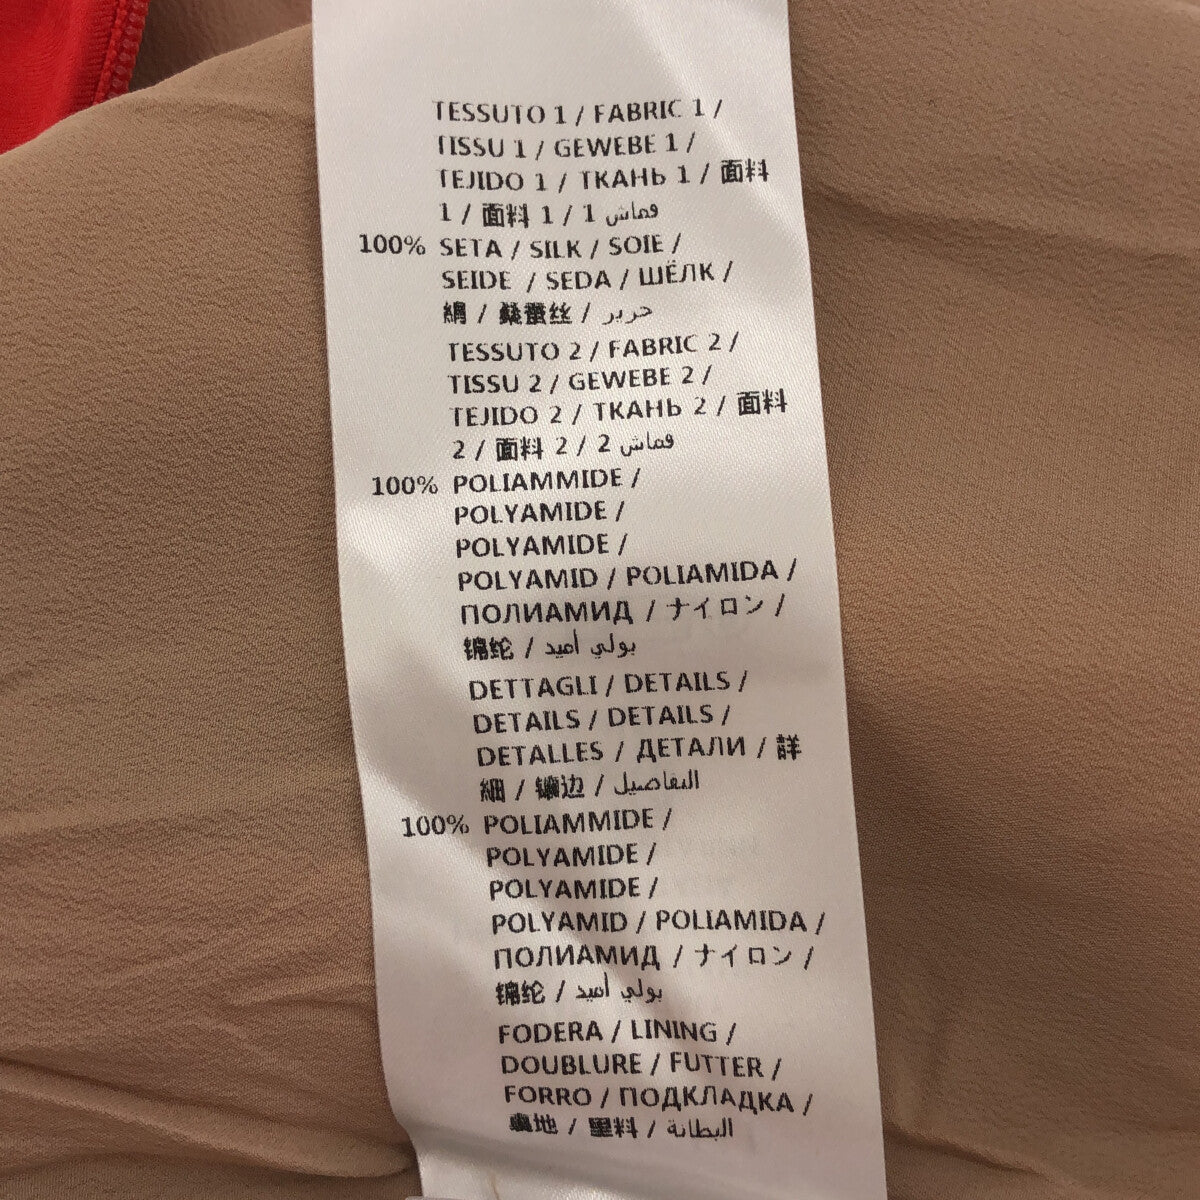 TESSUTO 1 / FABRIC 1 /
TISSU 1 / GEWEBE 1 /
TEJIDO 1 / ТКАНЬ 1 / 面料
1 / 面料 1 / 1 قماش
100% SETA / SILK / SOIE /
SEIDE / SEDA / ШЁЛК /
絹 / 桑蚕丝 / حرير
TESSUTO 2 / FABRIC 2 /
TISSU 2 / GEWEBE 2 /
TEJIDO 2 / ТКАНЬ 2 / 面料
2 / 面料 2 / 2 قماش
100% POLIAMMIDE /
POLYAMIDE /
POLYAMIDE /
POLYAMID / POLIAMIDA /
ПОЛИАМИД / ナイロン /
锦纶 / بولي أميد
DETTAGLI / DETAILS /
DETAILS / DETAILS /
DETALLES / ДЕТАЛИ / 詳
細 / 镶边 / التفاصيل
100% POLIAMMIDE /
POLYAMIDE /
POLYAMIDE /
POLYAMID / POLIAMIDA /
ПОЛИАМИД / ナイロン /
锦纶 / بولي أميد
FODERA / LINING /
DOUBLURE / FUTTER /
FORRO / ПОДКЛАДКА /
裏地 / 里料 / البطانة